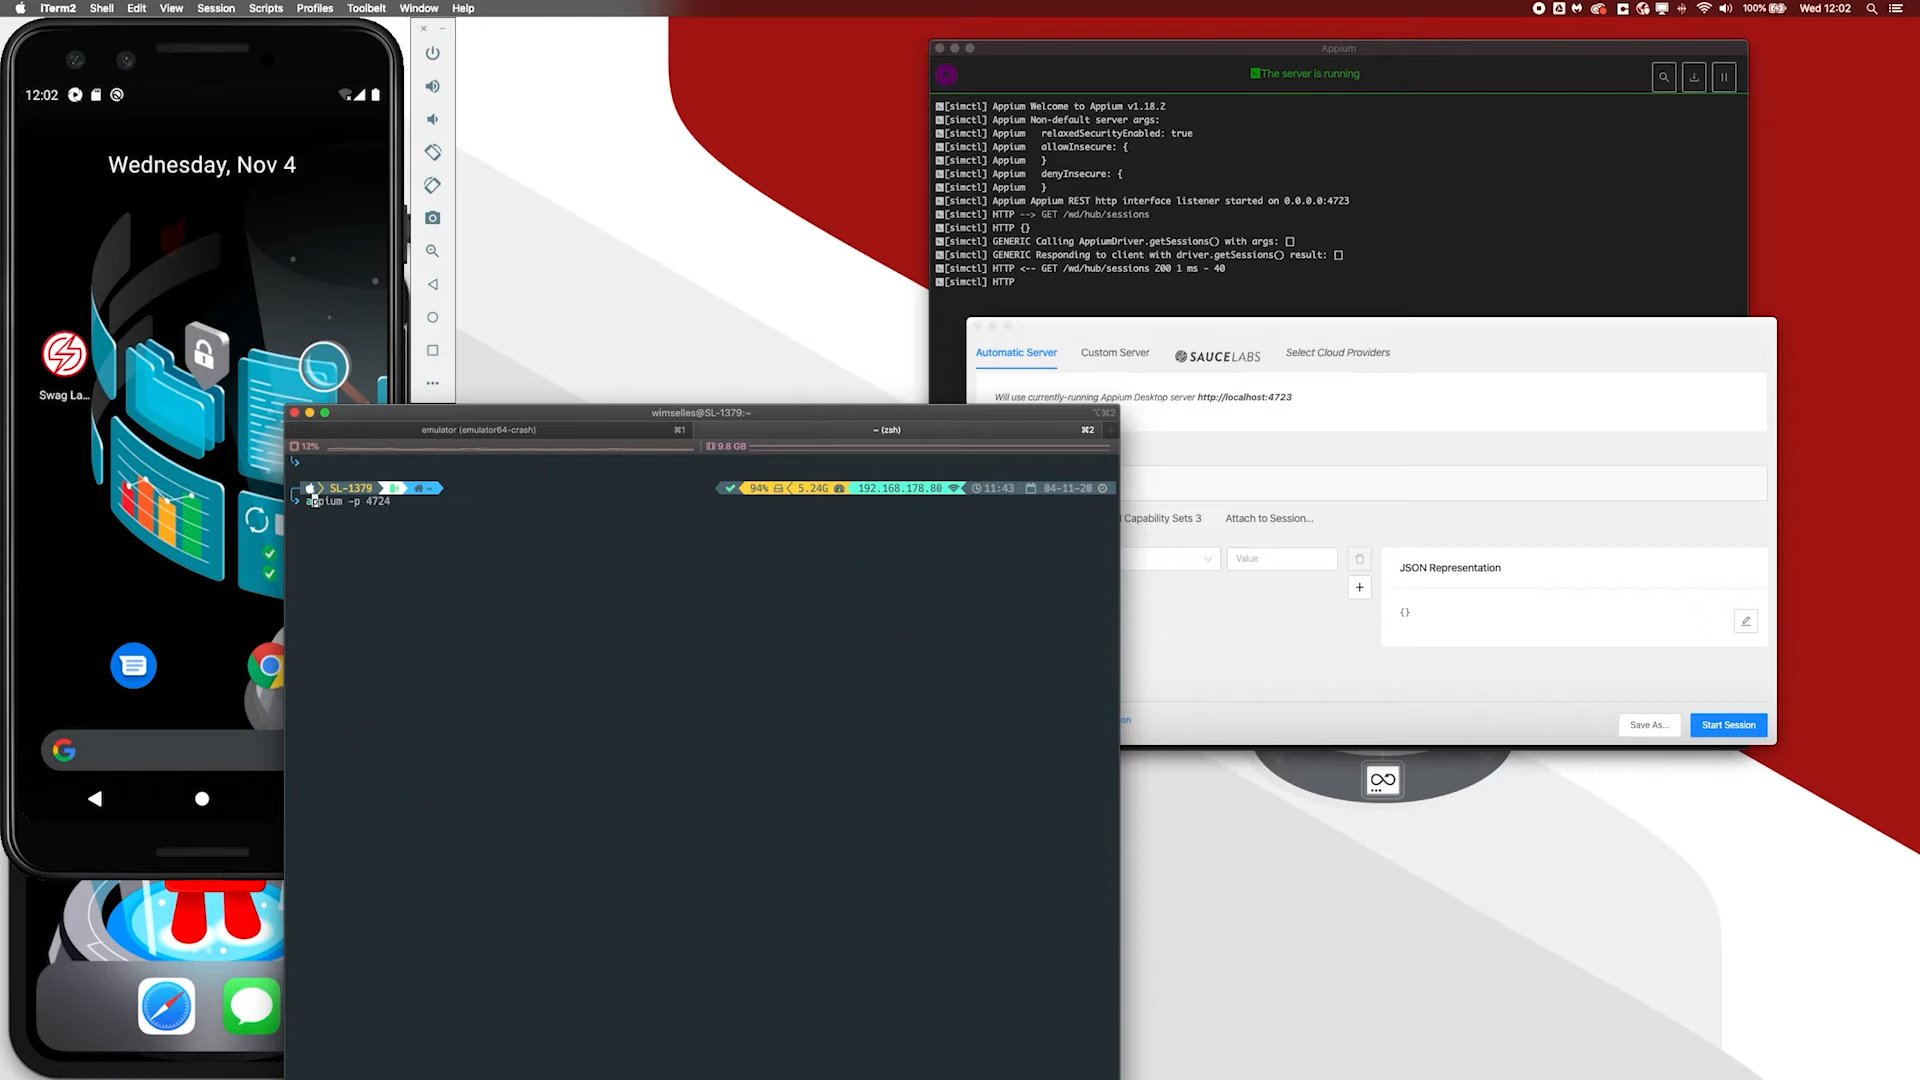 iTerm2 Shell Edit View Session Scripts Profiles Toolbelt Window Help
100% Wed 12:02
12:02
Wednesday, Nov 4
Swag La...
Appium
The server is running
[simctl] Appium Welcome to Appium v1.18.2
[simctl] Appium Non-default server args:
[simctl] Appium relaxedSecurityEnabled: true
[simctl] Appium allowInsecure: {
[simctl] Appium }
[simctl] Appium denyInsecure: {
[simctl] Appium }
[simctl] Appium Appium REST http interface listener started on 0.0.0.0:4723
[simctl] HTTP --> GET /wd/hub/sessions
[simctl] HTTP {}
[simctl] GENERIC Calling AppiumDriver.getSessions() with args: []
[simctl] GENERIC Responding to client with driver.getSessions() result: []
[simctl] HTTP <-- GET /wd/hub/sessions 200 1 ms - 40
[simctl] HTTP
Automatic Server Custom Server SAUCELABS Select Cloud Providers
Will use currently-running Appium Desktop server http://localhost:4723
Capability Sets 3 Attach to Session...
Value
JSON Representation
{}
on
Save As... Start Session
wimselles@SL-1379:~ ⌥⌘2
emulator (emulator64-crash) ⌘1 ~ (zsh) ⌘2
12% 9.8 GB
SL-1379 ~ 94% 5.24G 192.168.178.80 11:43 04-11-20
appium -p 4724